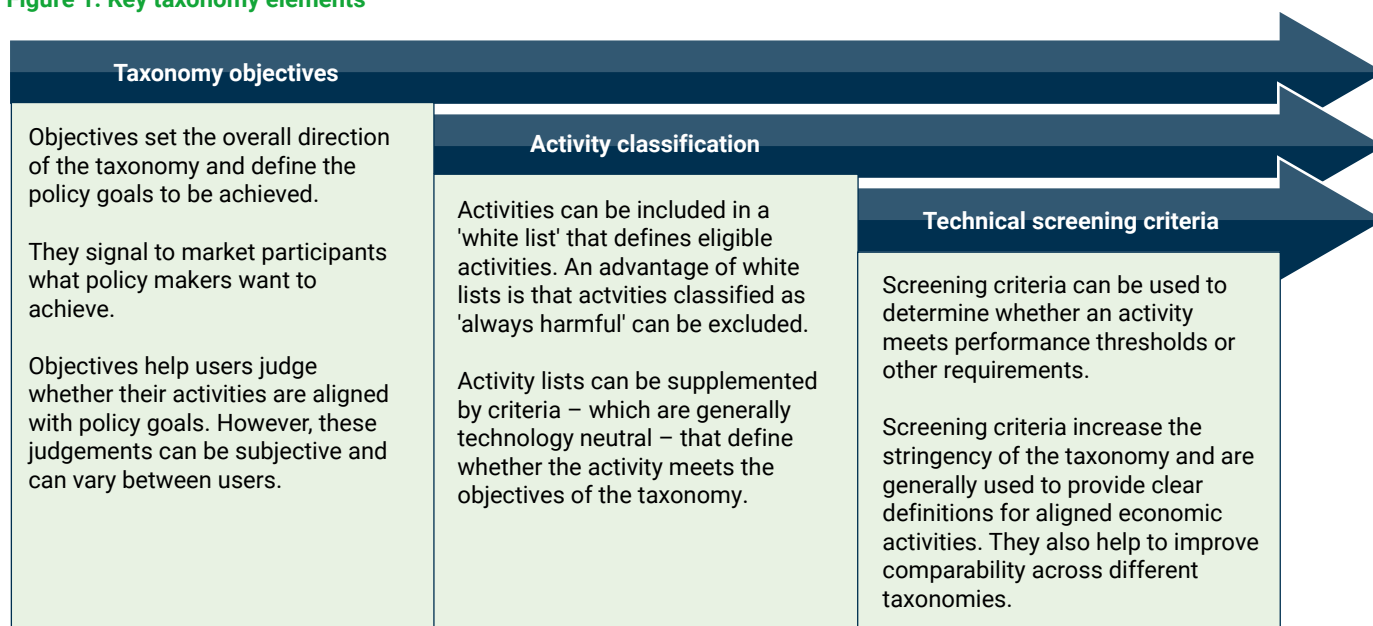 Figure 1: Key taxonomy elements
Taxonomy objectives
Objectives set the overall direction
of the taxonomy and define the
policy goals to be achieved.
They signal to market participants
what policy makers want to
achieve.
Objectives help users judge
whether their activities are aligned
with policy goals. However, these
judgements can be subjective and
can vary between users.
Activity classification
Activities can be included in a
'white list' that defines eligible
activities. An advantage of white
lists is that actvities classified as
'always harmful' can be excluded.
Activity lists can be supplemented
by criteria – which are generally
technology neutral – that define
whether the activity meets the
objectives of the taxonomy.
Technical screening criteria
Screening criteria can be used to
determine whether an activity
meets performance thresholds or
other requirements.
Screening criteria increase the
stringency of the taxonomy and are
generally used to provide clear
definitions for aligned economic
activities. They also help to improve
comparability across different
taxonomies.